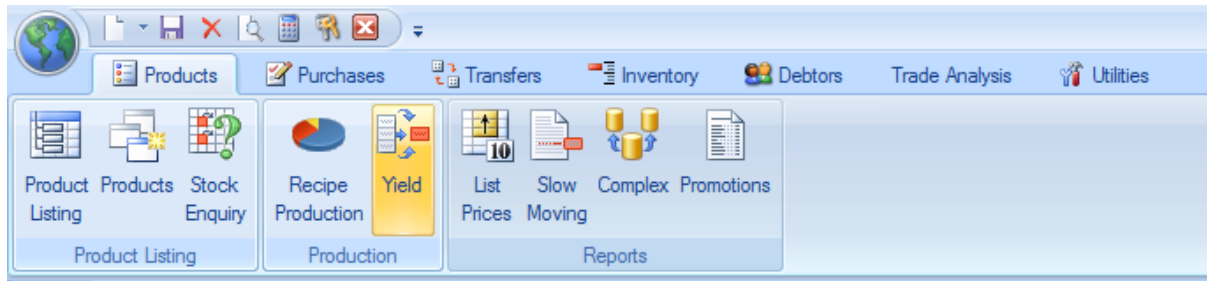 Products Purchases Transfers Inventory Debtors Trade Analysis Utilities
10
Product Products Stock Recipe Yield List Slow Complex Promotions
Listing Enquiry Production Prices Moving
Product Listing Production Reports